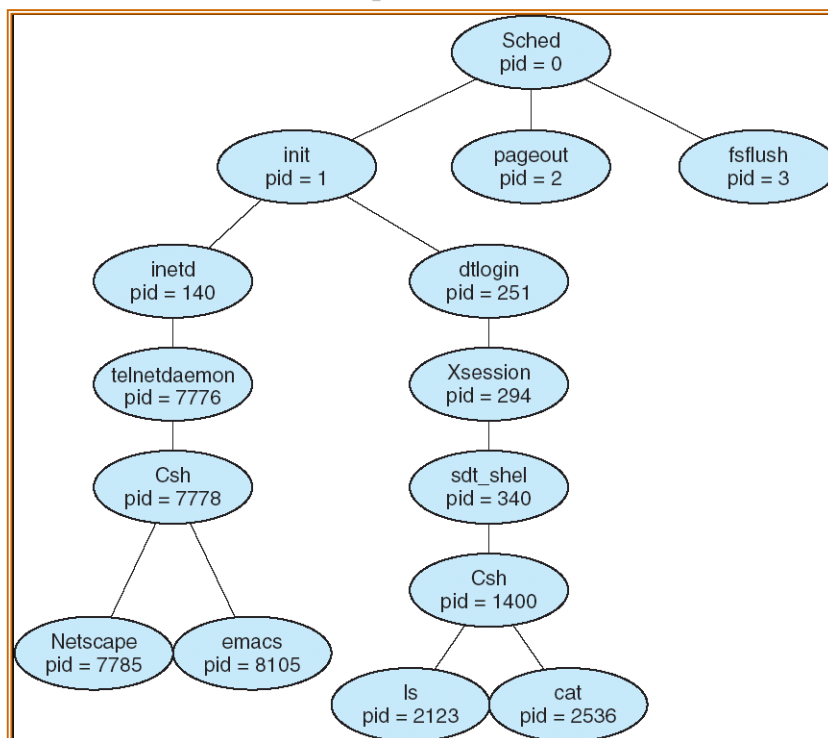 Sched
pid = 0
init
pid = 1
pageout
pid = 2
fsflush
pid = 3
inetd
pid = 140
dtlogin
pid = 251
telnetdaemon
pid = 7776
Xsession
pid = 294
Csh
pid = 7778
sdt_shel
pid = 340
Csh
pid = 1400
Netscape
pid = 7785
emacs
pid = 8105
ls
pid = 2123
cat
pid = 2536